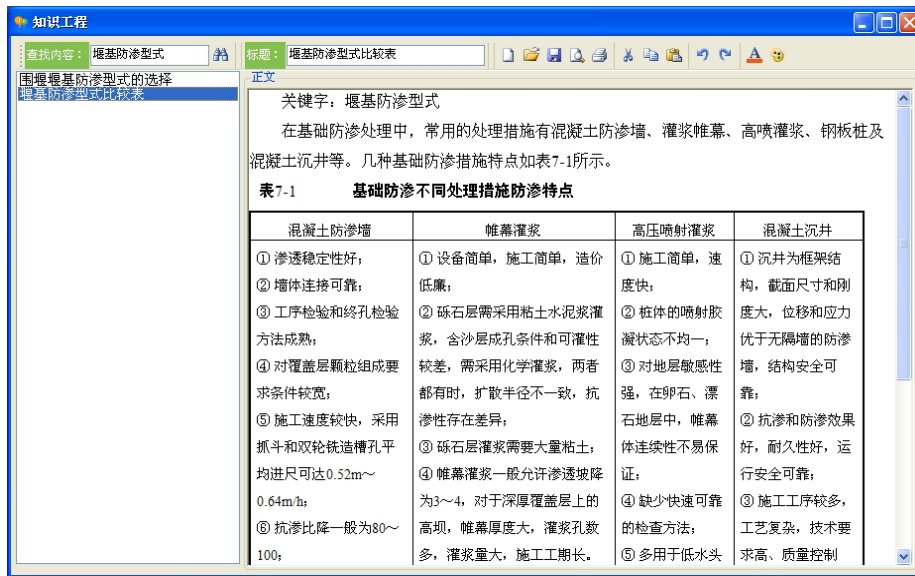 知识工程
查找内容： 堰基防渗型式
标题： 堰基防渗型式比较表
围堰堰基防渗型式的选择
堰基防渗型式比较表
正文
关键字：堰基防渗型式
在基础防渗处理中，常用的处理措施有混凝土防渗墙、灌浆帷幕、高喷灌浆、钢板桩及
混凝土沉井等。几种基础防渗措施特点如表7-1所示。
表7-1 基础防渗不同处理措施防渗特点
混凝土防渗墙
① 渗透稳定性好；
② 墙体连接可靠；
③ 工序检验和终孔检验
方法成熟；
④ 对覆盖层颗粒组成要
求条件较宽；
⑤ 施工速度较快，采用
抓斗和双轮铣造槽孔平
均进尺可达0.52m～
0.64m/h；
⑥ 抗渗比降一般为80～
100；
帷幕灌浆
① 设备简单，施工简单，造价
低廉；
② 砾石层需采用粘土水泥浆灌
浆，含沙层成孔条件和可灌性
较差，需采用化学灌浆，两者
都有时，扩散半径不一致，抗
渗性存在差异；
③ 砾石层灌浆需要大量粘土；
④ 帷幕灌浆一般允许渗透坡降
为3～4，对于深厚覆盖层上的
高坝，帷幕厚度大，灌浆孔数
多，灌浆量大，施工工期长。
高压喷射灌浆
① 施工简单，速
度快；
② 桩体的喷射胶
凝状态不均一；
③ 对地层敏感性
强，在卵石、漂
石地层中，帷幕
体连续性不易保
证；
④ 缺少快速可靠
的检查方法；
⑤ 多用于低水头
混凝土沉井
① 沉井为框架结
构，截面尺寸和刚
度大，位移和应力
优于无隔墙的防渗
墙，结构安全可
靠；
② 抗渗和防渗效果
好，耐久性好，运
行安全可靠；
③ 施工工序较多，
工艺复杂，技术要
求高、质量控制